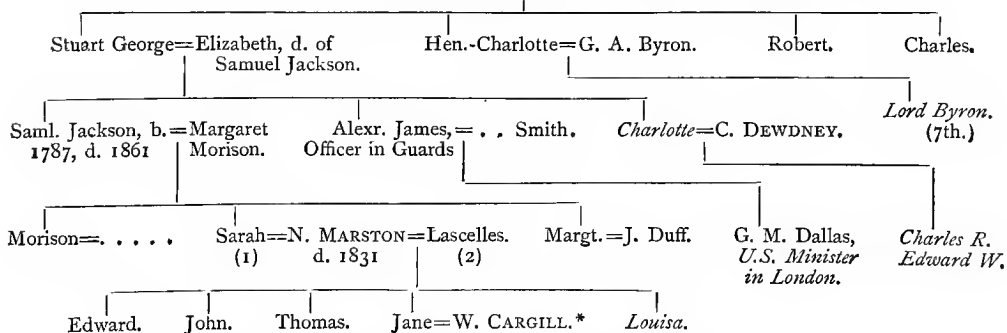 Stuart George=Elizabeth, d. of Samuel Jackson.
Hen.-Charlotte=G. A. Byron.
Robert.
Charles.
Lord Byron.
(7th.)
Saml. Jackson, b.=Margaret
1787, d. 1861 Morison.
Alexr. James,=. . Smith.
Officer in Guards
Charlotte=C. DEWDNEY.
Morison=. . . . .
Sarah=N. MARSTON=Lascelles.
(1) d. 1831 (2)
Margt.=J. Duff.
G. M. Dallas,
U.S. Minister
in London.
Charles R.
Edward W.
Edward.
John.
Thomas.
Jane=W. CARGILL.*
Louisa.